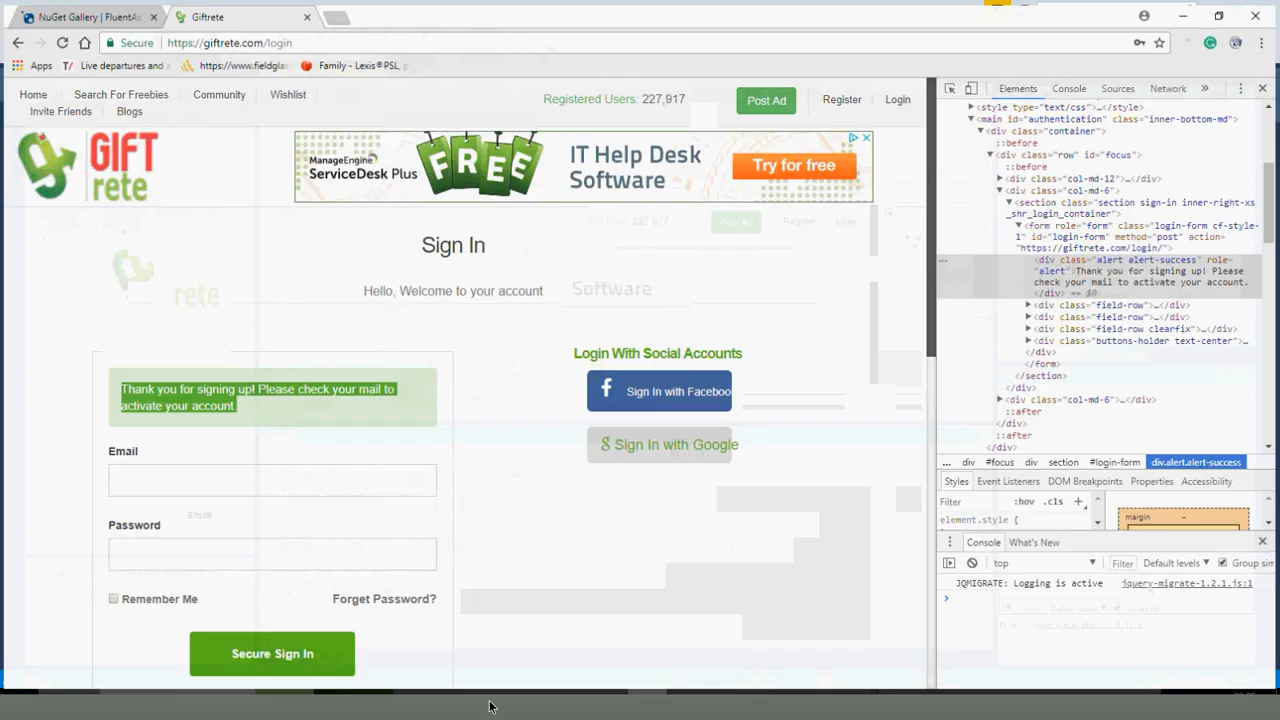 NuGet Gallery | FluentAs
Giftrete
Secure
https://giftrete.com/login
Apps
Live departures and a
https://www.fieldglas
Family - Lexis®PSL, p
Home
Search For Freebies
Community
Wishlist
Invite Friends
Blogs
Registered Users: 227,917
Post Ad
Register
Login
GIFT
rete
ManageEngine
ServiceDesk Plus
FREE
IT Help Desk
Software
Try for free
Sign In
Hello, Welcome to your account
Software
rete
227,917
Thank you for signing up! Please check your mail to
activate your account.
Email
Email
Password
Remember Me
Forget Password?
Secure Sign In
Login With Social Accounts
Sign In with Faceboo
Sign In with Google
Elements
Console
Sources
Network
<style type="text/css">…</style>
<main id="authentication" class="inner-bottom-md">
<div class="container">
::before
<div class="row" id="focus">
::before
<div class="col-md-12">…</div>
<div class="col-md-6">
<section class="section sign-in inner-right-xs
_shr_login_container">
<form role="form" class="login-form cf-style-
1" id="login-form" method="post" action=
"https://giftrete.com/login/">
<div class="alert alert-success" role=
"alert">Thank you for signing up! Please
check your mail to activate your account.
</div> == $0
<div class="field-row">…</div>
<div class="field-row">…</div>
<div class="field-row clearfix">…</div>
<div class="buttons-holder text-center">…
</div>
</form>
</section>
</div>
<div class="col-md-6">…</div>
::after
</div>
::after
</div>
...
div
#focus
div
section
#login-form
div.alert.alert-success
Styles
Event Listeners
DOM Breakpoints
Properties
Accessibility
Filter
:hov
.cls
+
element.style {
margin
–
Console
What's New
top
Filter
Default levels
Group sim
JQMIGRATE: Logging is active
jquery-migrate-1.2.1.js:1